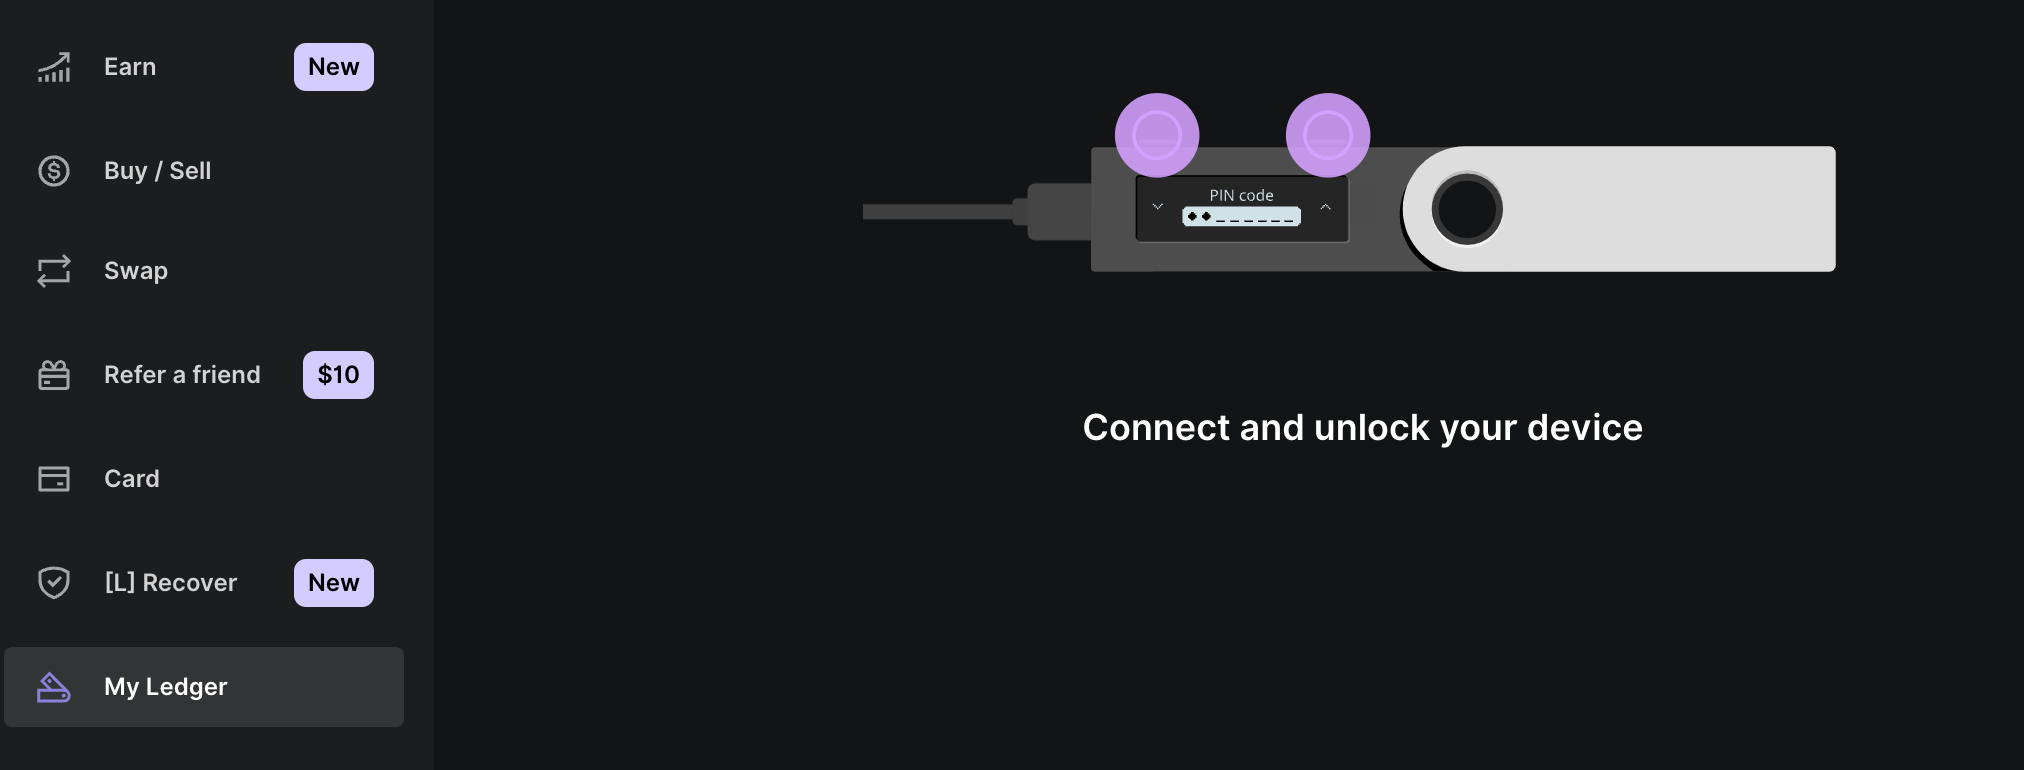 Earn
New
Buy / Sell
Swap
Refer a friend
$10
Card
[L] Recover
New
My Ledger
PIN code
Connect and unlock your device